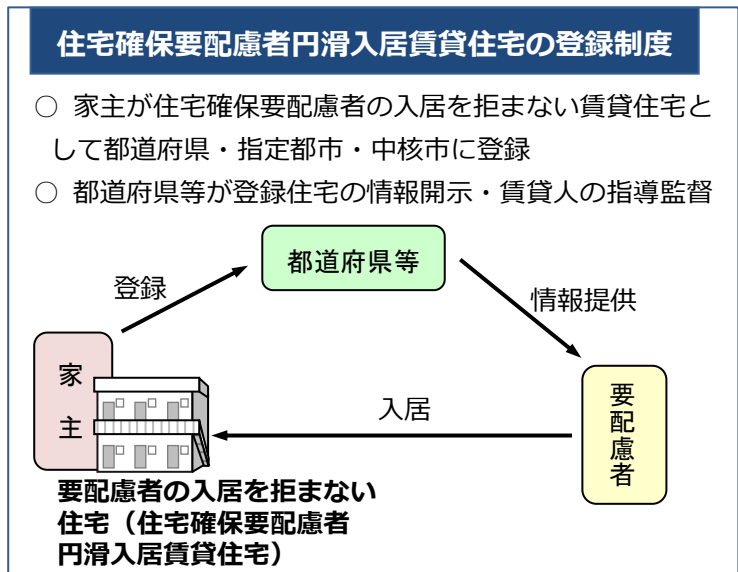 住宅確保要配慮者円滑入居賃貸住宅の登録制度
○ 家主が住宅確保要配慮者の入居を拒まない賃貸住宅と
して都道府県・指定都市・中核市に登録
○ 都道府県等が登録住宅の情報開示・賃貸人の指導監督
都道府県等
登録
情報提供
家主
入居
要配慮者
要配慮者の入居を拒まない
住宅（住宅確保要配慮者
円滑入居賃貸住宅）